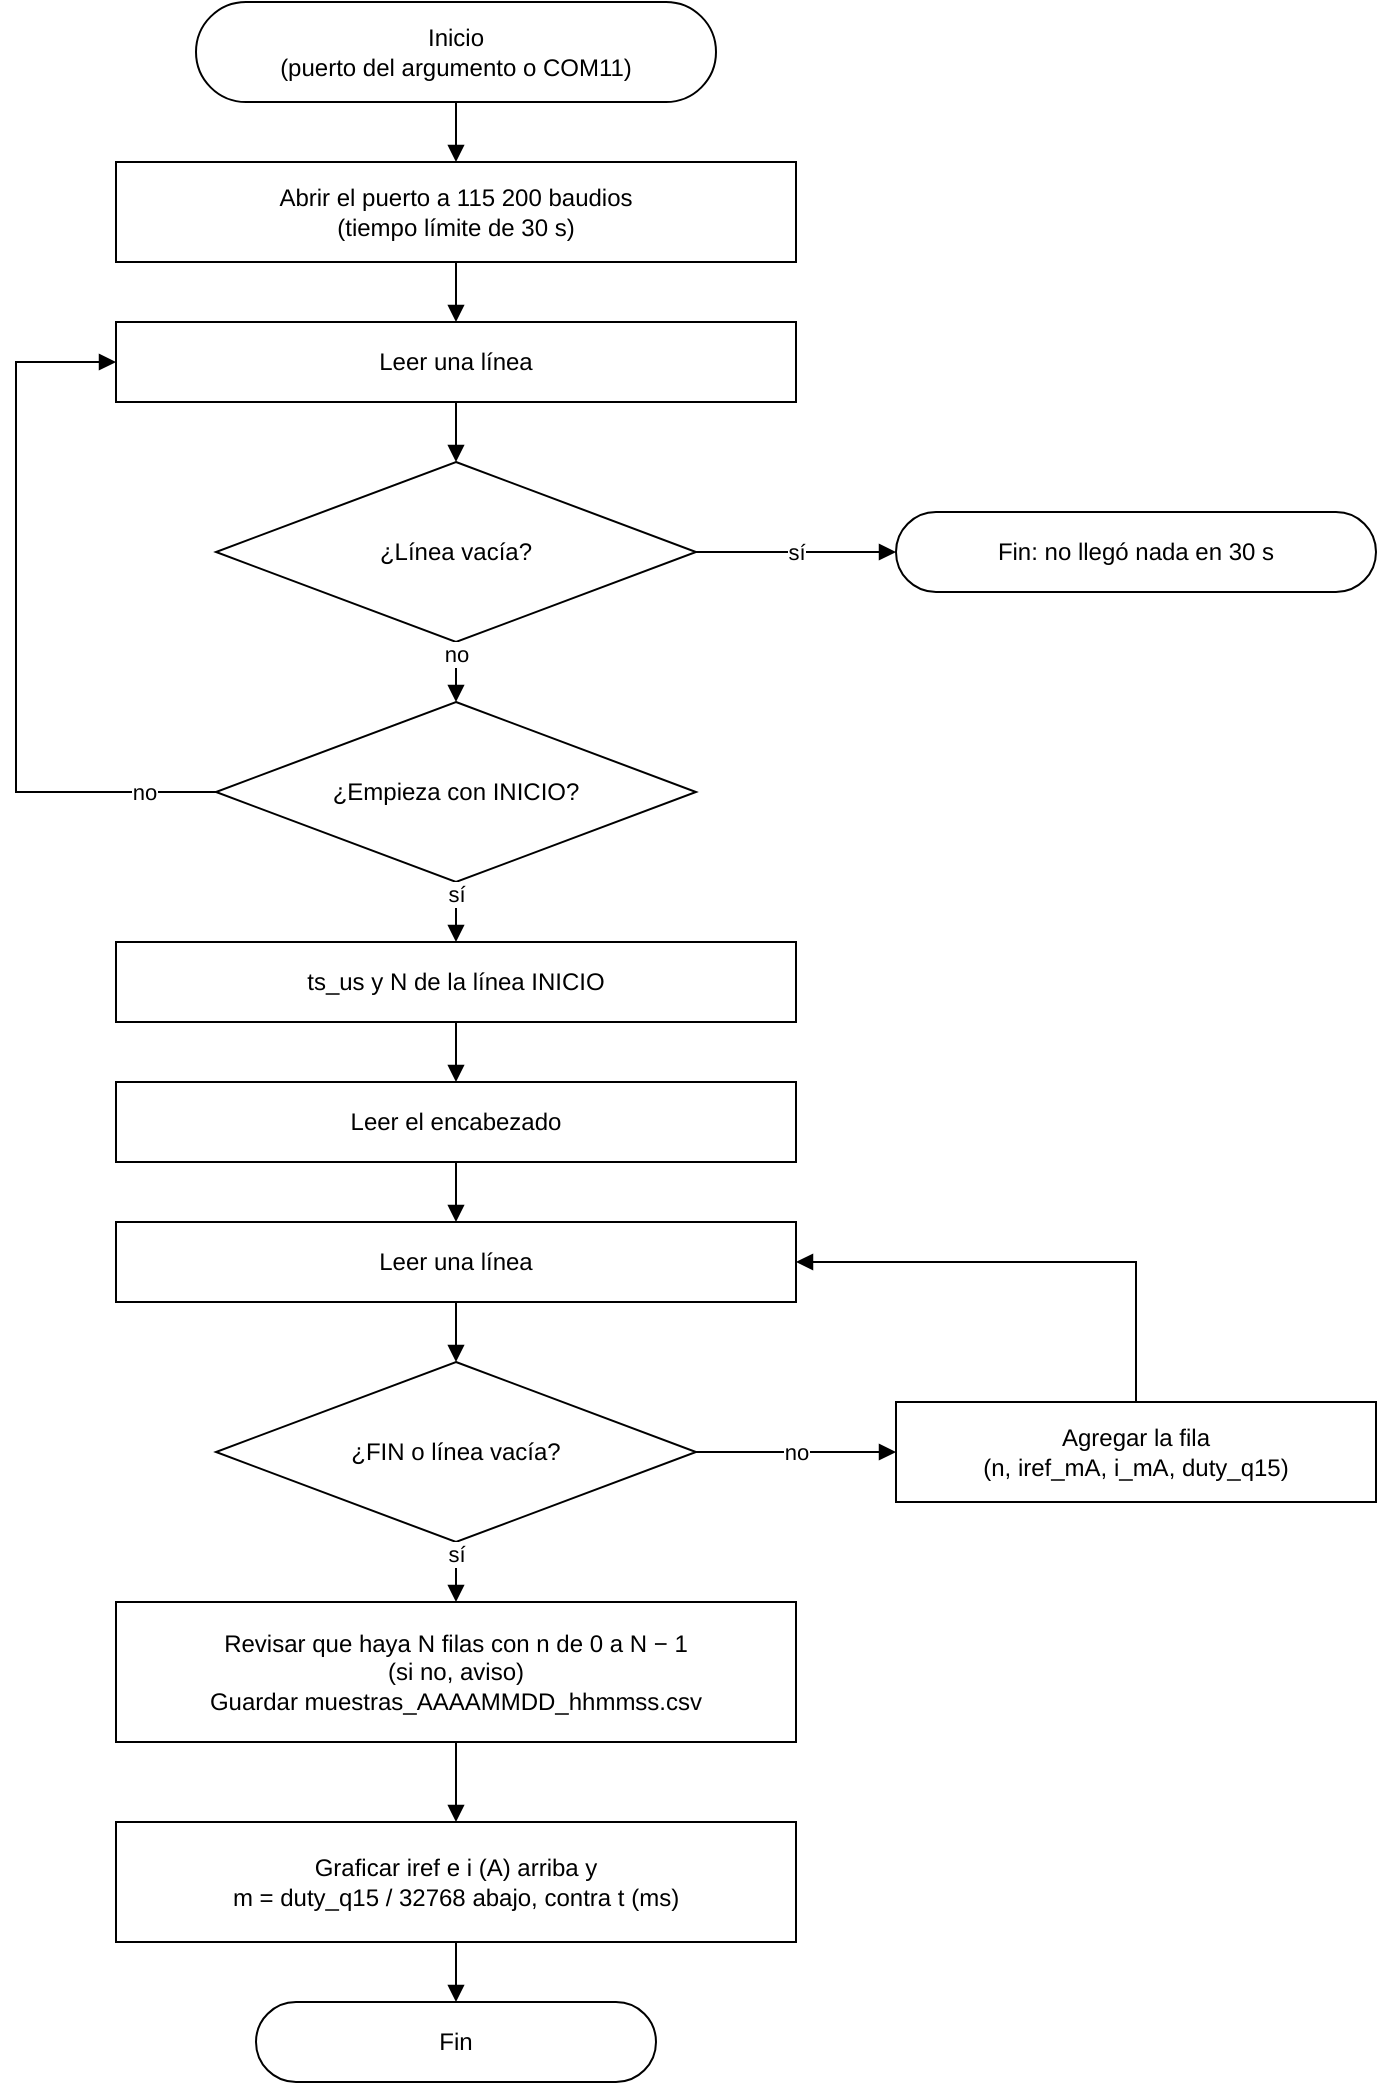 Inicio
(puerto del argumento o COM11)
Abrir el puerto a 115 200 baudios
(tiempo límite de 30 s)
Leer una línea
¿Línea vacía?
sí
Fin: no llegó nada en 30 s
no
¿Empieza con INICIO?
no
sí
ts_us y N de la línea INICIO
Leer el encabezado
Leer una línea
¿FIN o línea vacía?
no
Agregar la fila
(n, iref_mA, i_mA, duty_q15)
sí
Revisar que haya N filas con n de 0 a N − 1
(si no, aviso)
Guardar muestras_AAAAMMDD_hhmmss.csv
Graficar iref e i (A) arriba y
m = duty_q15 / 32768 abajo, contra t (ms)
Fin